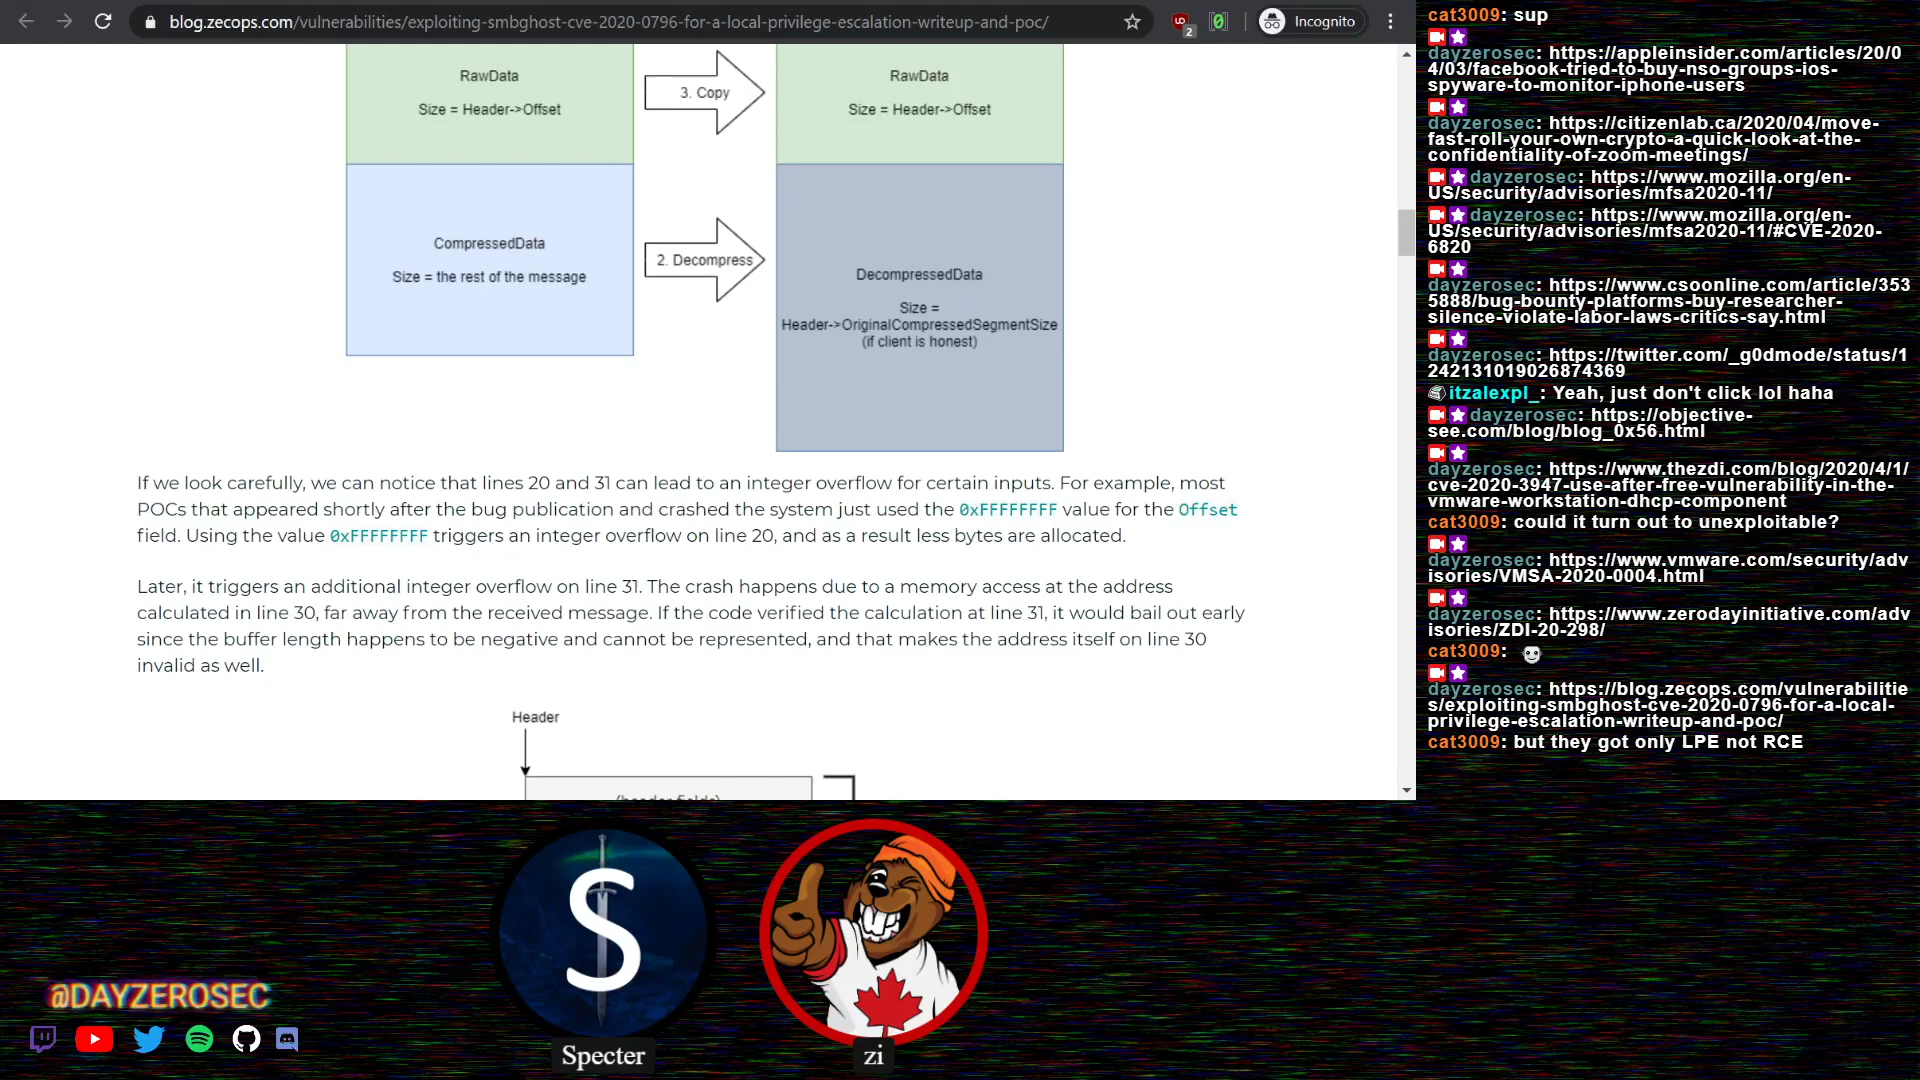 blog.zecops.com/vulnerabilities/exploiting-smbghost-cve-2020-0796-for-a-local-privilege-escalation-writeup-and-poc/
2
Incognito
RawData
Size = Header->Offset
3. Copy
RawData
Size = Header->Offset
CompressedData
Size = the rest of the message
2. Decompress
DecompressedData
Size =
Header->OriginalCompressedSegmentSize
(if client is honest)
If we look carefully, we can notice that lines 20 and 31 can lead to an integer overflow for certain inputs. For example, most
POCs that appeared shortly after the bug publication and crashed the system just used the 0xFFFFFFFF value for the Offset
field. Using the value 0xFFFFFFFF triggers an integer overflow on line 20, and as a result less bytes are allocated.
Later, it triggers an additional integer overflow on line 31. The crash happens due to a memory access at the address
calculated in line 30, far away from the received message. If the code verified the calculation at line 31, it would bail out early
since the buffer length happens to be negative and cannot be represented, and that makes the address itself on line 30
invalid as well.
Header
(header fields)
cat3009: sup
dayzerosec: https://appleinsider.com/articles/20/0
4/03/facebook-tried-to-buy-nso-groups-ios-
spyware-to-monitor-iphone-users
dayzerosec: https://citizenlab.ca/2020/04/move-
fast-roll-your-own-crypto-a-quick-look-at-the-
confidentiality-of-zoom-meetings/
dayzerosec: https://www.mozilla.org/en-
US/security/advisories/mfsa2020-11/
dayzerosec: https://www.mozilla.org/en-
US/security/advisories/mfsa2020-11/#CVE-2020-
6820
dayzerosec: https://www.csoonline.com/article/353
5888/bug-bounty-platforms-buy-researcher-
silence-violate-labor-laws-critics-say.html
dayzerosec: https://twitter.com/_g0dmode/status/1
242131019026874369
itzalexpl_: Yeah, just don't click lol haha
dayzerosec: https://objective-
see.com/blog/blog_0x56.html
dayzerosec: https://www.thezdi.com/blog/2020/4/1/
cve-2020-3947-use-after-free-vulnerability-in-the-
vmware-workstation-dhcp-component
cat3009: could it turn out to unexploitable?
dayzerosec: https://www.vmware.com/security/adv
isories/VMSA-2020-0004.html
dayzerosec: https://www.zerodayinitiative.com/adv
isories/ZDI-20-298/
cat3009:
dayzerosec: https://blog.zecops.com/vulnerabilitie
s/exploiting-smbghost-cve-2020-0796-for-a-local-
privilege-escalation-writeup-and-poc/
cat3009: but they got only LPE not RCE
@DAYZEROSEC
S
Specter
zi